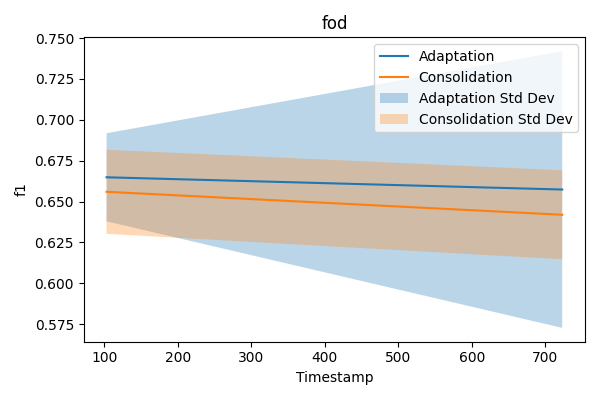 fod
0.750
0.725
0.700
0.675
0.650
0.625
0.600
0.575
f1
Adaptation
Consolidation
Adaptation Std Dev
Consolidation Std Dev
100 200 300 400 500 600 700
Timestamp